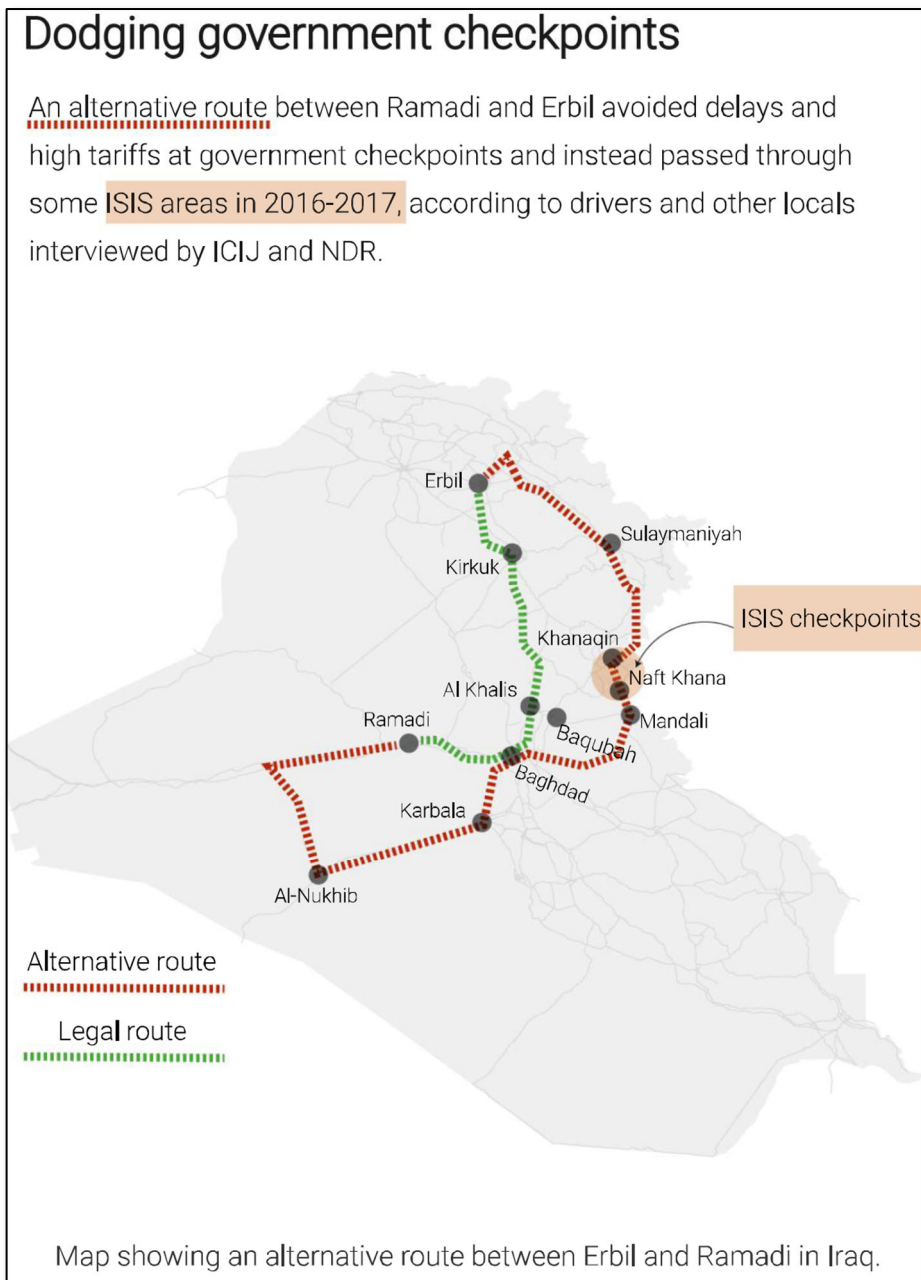 Dodging government checkpoints
An alternative route between Ramadi and Erbil avoided delays and
high tariffs at government checkpoints and instead passed through
some ISIS areas in 2016-2017, according to drivers and other locals
interviewed by ICIJ and NDR.
Erbil
Sulaymaniyah
Kirkuk
ISIS checkpoints
Khanaqin
Naft Khana
Al Khalis
Mandali
Ramadi
Baqubah
Baghdad
Karbala
Al-Nukhib
Alternative route
Legal route
Map showing an alternative route between Erbil and Ramadi in Iraq.